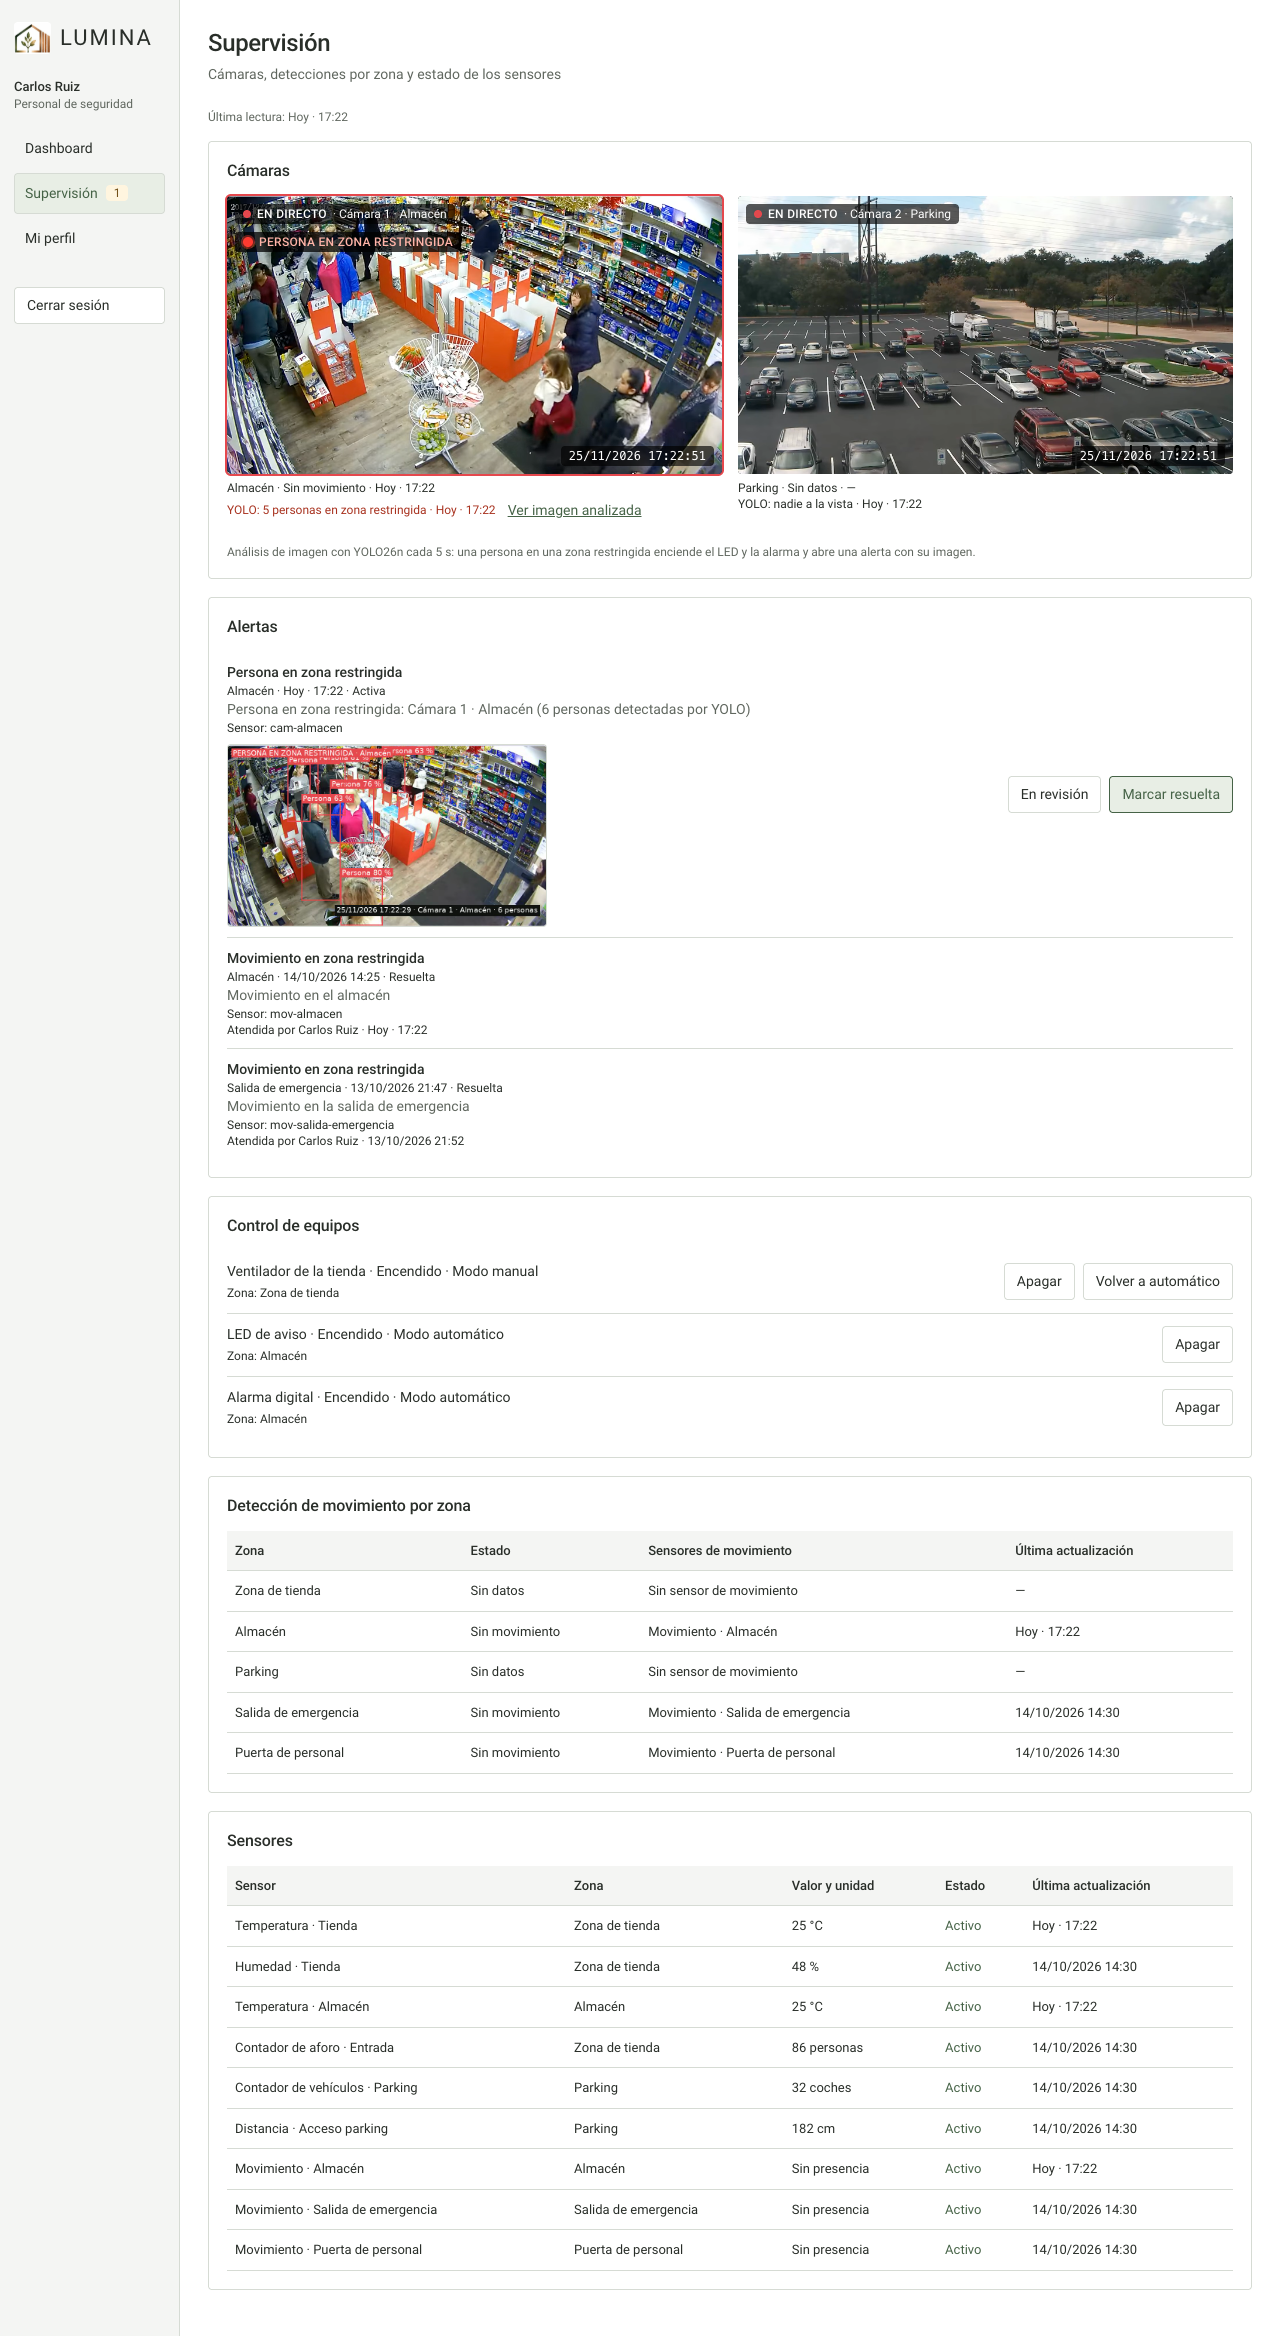 LUMINA
Carlos Ruiz
Personal de seguridad
Dashboard
Supervisión 1
Mi perfil
Cerrar sesión
Supervisión
Cámaras, detecciones por zona y estado de los sensores
Última lectura: Hoy · 17:22
Cámaras
EN DIRECTO · Cámara 1 · Almacén
PERSONA EN ZONA RESTRINGIDA
25/11/2026 17:22:51
EN DIRECTO · Cámara 2 · Parking
25/11/2026 17:22:51
Almacén · Sin movimiento · Hoy · 17:22
YOLO: 5 personas en zona restringida · Hoy · 17:22 Ver imagen analizada
Parking · Sin datos · —
YOLO: nadie a la vista · Hoy · 17:22
Análisis de imagen con YOLO26n cada 5 s: una persona en una zona restringida enciende el LED y la alarma y abre una alerta con su imagen.
Alertas
Persona en zona restringida
Almacén · Hoy · 17:22 · Activa
Persona en zona restringida: Cámara 1 · Almacén (6 personas detectadas por YOLO)
Sensor: cam-almacen
PERSONA EN ZONA RESTRINGIDA · Almacén
63 %
Persona
Persona 76 %
Persona 63 %
Persona 80 %
25/11/2026 17:22:29 · Cámara 1 · Almacén · 6 personas
En revisión
Marcar resuelta
Movimiento en zona restringida
Almacén · 14/10/2026 14:25 · Resuelta
Movimiento en el almacén
Sensor: mov-almacen
Atendida por Carlos Ruiz · Hoy · 17:22
Movimiento en zona restringida
Salida de emergencia · 13/10/2026 21:47 · Resuelta
Movimiento en la salida de emergencia
Sensor: mov-salida-emergencia
Atendida por Carlos Ruiz · 13/10/2026 21:52
Control de equipos
Ventilador de la tienda · Encendido · Modo manual
Zona: Zona de tienda
Apagar
Volver a automático
LED de aviso · Encendido · Modo automático
Zona: Almacén
Apagar
Alarma digital · Encendido · Modo automático
Zona: Almacén
Apagar
Detección de movimiento por zona
Zona Estado Sensores de movimiento Última actualización
Zona de tienda Sin datos Sin sensor de movimiento —
Almacén Sin movimiento Movimiento · Almacén Hoy · 17:22
Parking Sin datos Sin sensor de movimiento —
Salida de emergencia Sin movimiento Movimiento · Salida de emergencia 14/10/2026 14:30
Puerta de personal Sin movimiento Movimiento · Puerta de personal 14/10/2026 14:30
Sensores
Sensor Zona Valor y unidad Estado Última actualización
Temperatura · Tienda Zona de tienda 25 °C Activo Hoy · 17:22
Humedad · Tienda Zona de tienda 48 % Activo 14/10/2026 14:30
Temperatura · Almacén Almacén 25 °C Activo Hoy · 17:22
Contador de aforo · Entrada Zona de tienda 86 personas Activo 14/10/2026 14:30
Contador de vehículos · Parking Parking 32 coches Activo 14/10/2026 14:30
Distancia · Acceso parking Parking 182 cm Activo 14/10/2026 14:30
Movimiento · Almacén Almacén Sin presencia Activo Hoy · 17:22
Movimiento · Salida de emergencia Salida de emergencia Sin presencia Activo 14/10/2026 14:30
Movimiento · Puerta de personal Puerta de personal Sin presencia Activo 14/10/2026 14:30